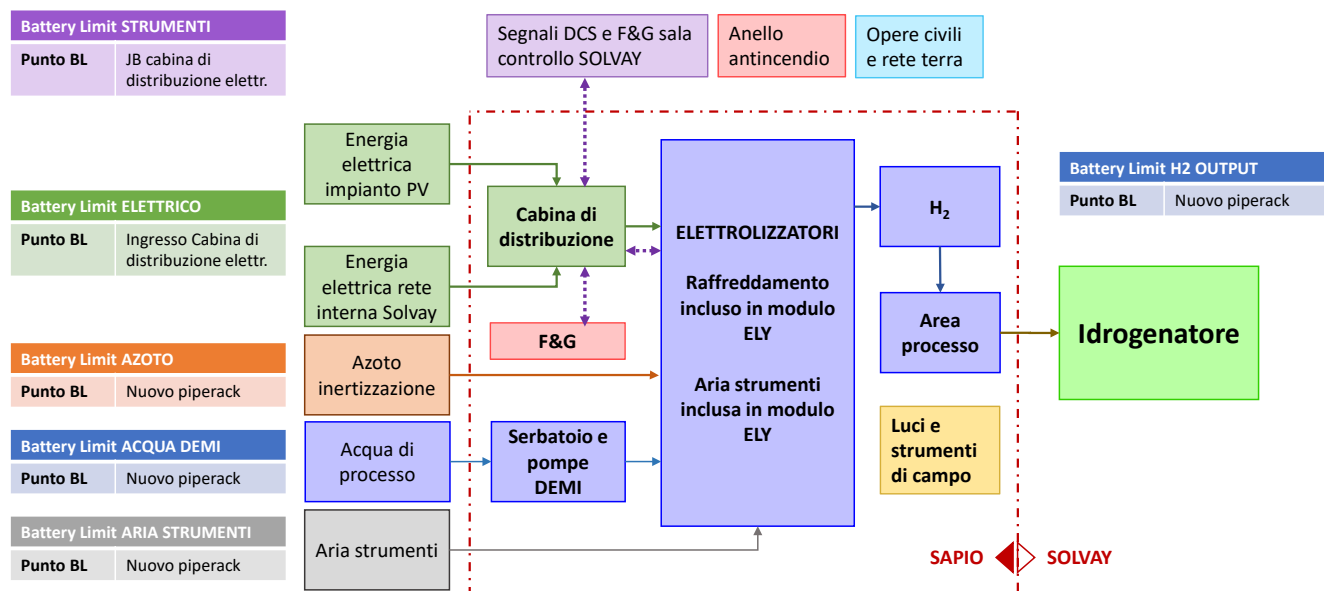 Battery Limit STRUMENTI
Punto BL
JB cabina di
distribuzione elettr.
Battery Limit ELETTRICO
Punto BL
Ingresso Cabina di
distribuzione elettr.
Battery Limit AZOTO
Punto BL
Nuovo piperack
Battery Limit ACQUA DEMI
Punto BL
Nuovo piperack
Battery Limit ARIA STRUMENTI
Punto BL
Nuovo piperack
Energia
elettrica
impianto PV
Energia
elettrica rete
interna Solvay
Azoto
inertizzazione
Acqua di
processo
Aria strumenti
Segnali DCS e F&G sala
controllo SOLVAY
Anello
antincendio
Opere civili
e rete terra
Cabina di
distribuzione
F&G
Serbatoio e
pompe
DEMI
ELETTROLIZZATORI
Raffreddamento
incluso in modulo
ELY
Aria strumenti
inclusa in modulo
ELY
H2
Area
processo
Luci e
strumenti
di campo
SAPIO
SOLVAY
Battery Limit H2 OUTPUT
Punto BL
Nuovo piperack
Idrogenatore